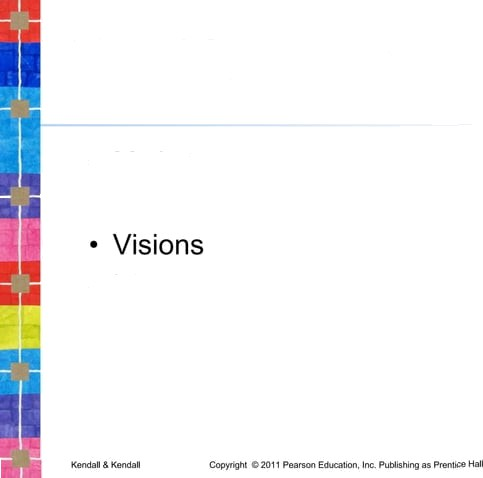 • Visions
Kendall & Kendall
Copyright © 2011 Pearson Education, Inc. Publishing as Prentice Hall